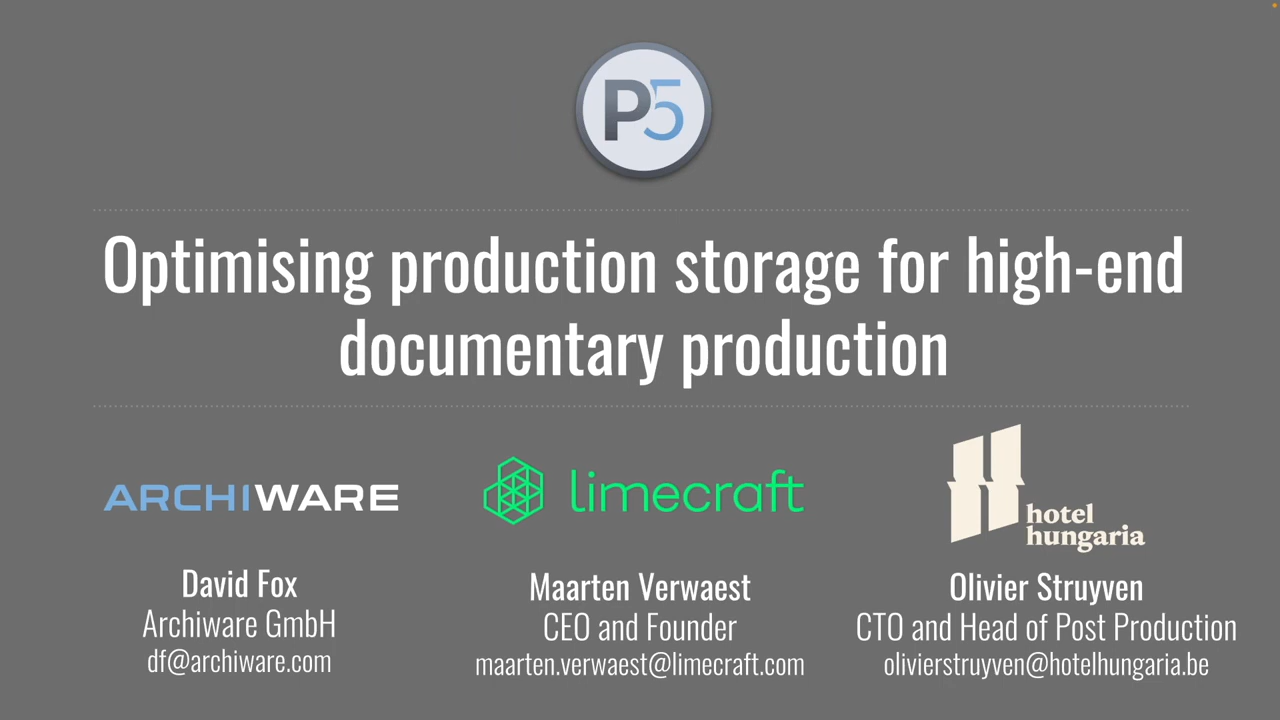 P5
Optimising production storage for high-end
documentary production
ARCHIWARE
limecraft
hotel
hungaria
David Fox
Archiware GmbH
df@archiware.com
Maarten Verwaest
CEO and Founder
maarten.verwaest@limecraft.com
Olivier Struyven
CTO and Head of Post Production
olivierstruyven@hotelhungaria.be